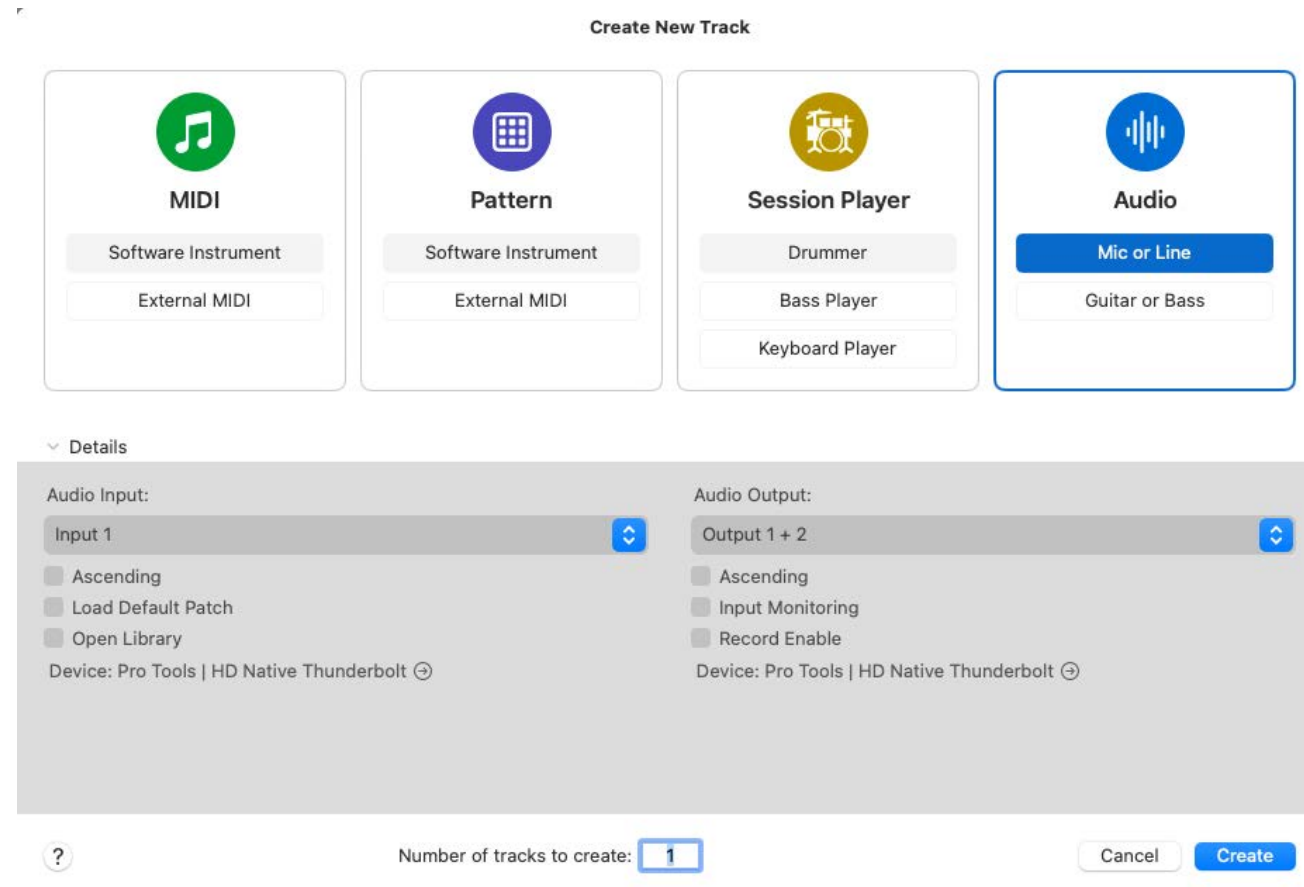 Create New Track
MIDI
Software Instrument
External MIDI
Pattern
Software Instrument
External MIDI
Session Player
Drummer
Bass Player
Keyboard Player
Audio
Mic or Line
Guitar or Bass
Details
Audio Input:
Input 1
Ascending
Load Default Patch
Open Library
Device: Pro Tools | HD Native Thunderbolt
Audio Output:
Output 1 + 2
Ascending
Input Monitoring
Record Enable
Device: Pro Tools | HD Native Thunderbolt
?
Number of tracks to create: 1
Cancel
Create